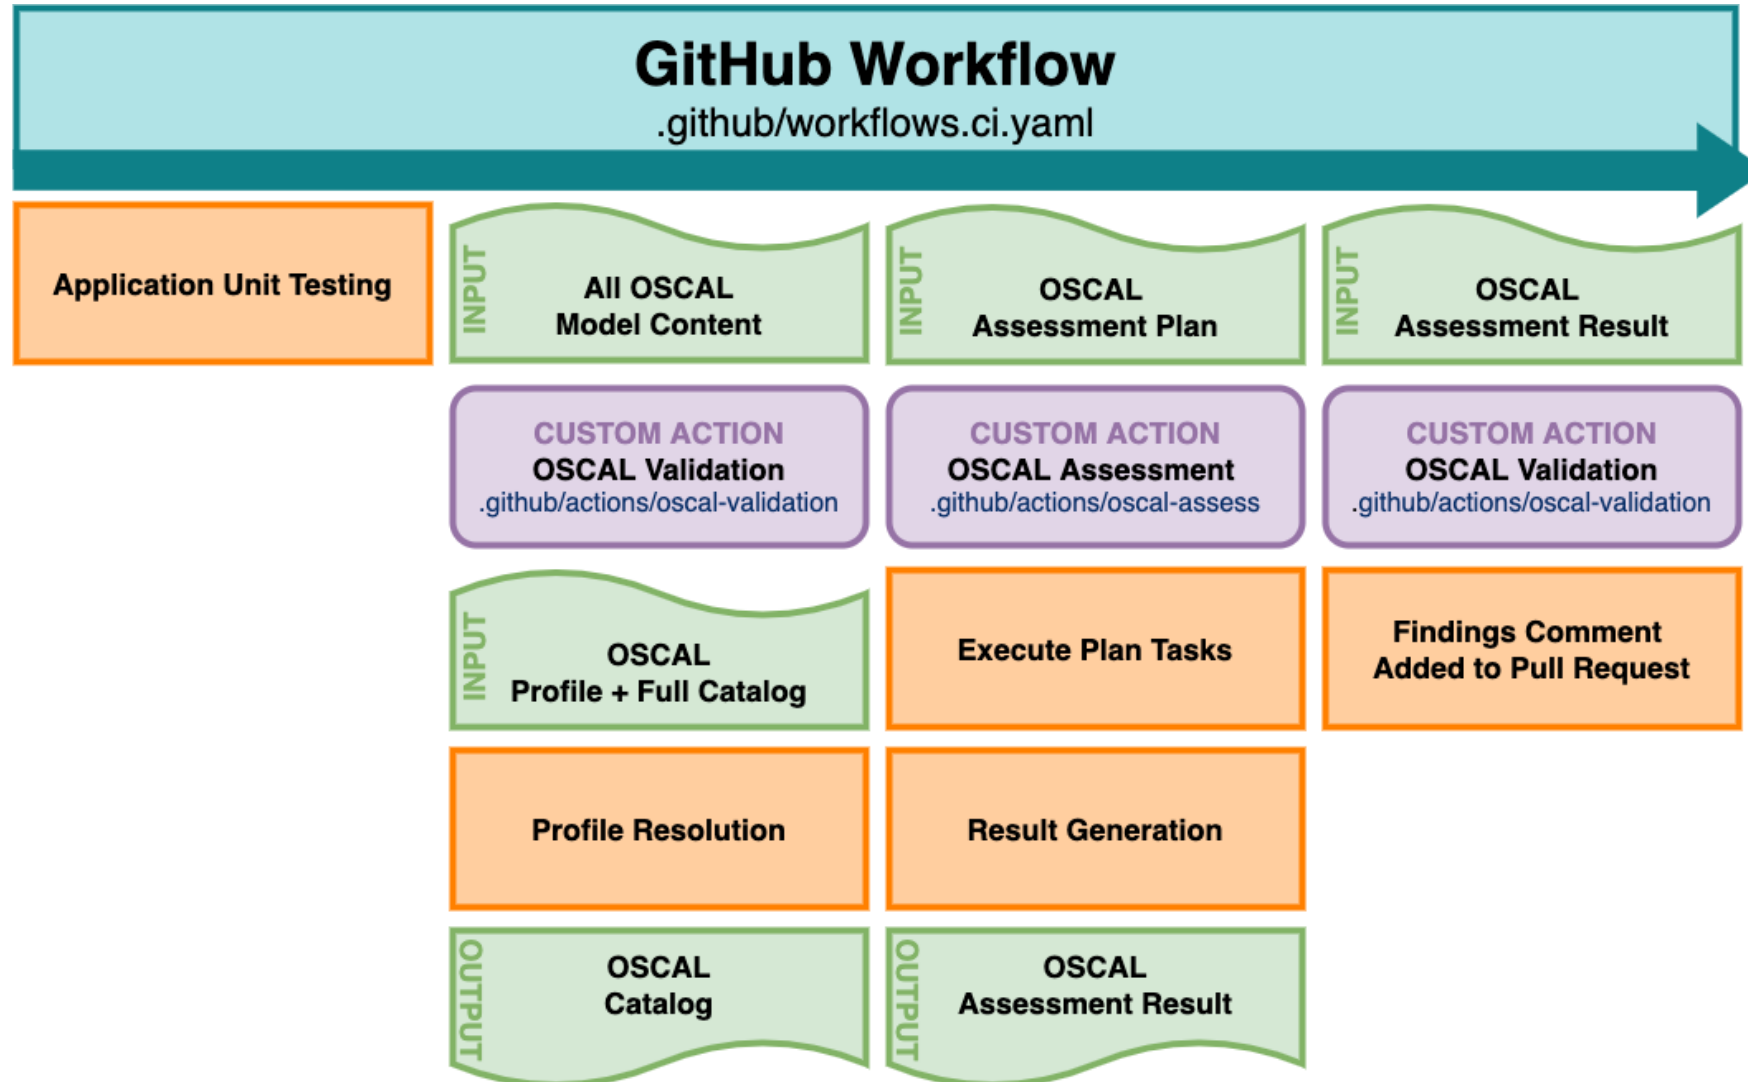 GitHub Workflow
.github/workflows.ci.yaml
Application Unit Testing
INPUT
All OSCAL
Model Content
CUSTOM ACTION
OSCAL Validation
.github/actions/oscal-validation
INPUT
OSCAL
Profile + Full Catalog
Profile Resolution
OUTPUT
OSCAL
Catalog
INPUT
OSCAL
Assessment Plan
CUSTOM ACTION
OSCAL Assessment
.github/actions/oscal-assess
Execute Plan Tasks
Result Generation
OUTPUT
OSCAL
Assessment Result
INPUT
OSCAL
Assessment Result
CUSTOM ACTION
OSCAL Validation
.github/actions/oscal-validation
Findings Comment
Added to Pull Request